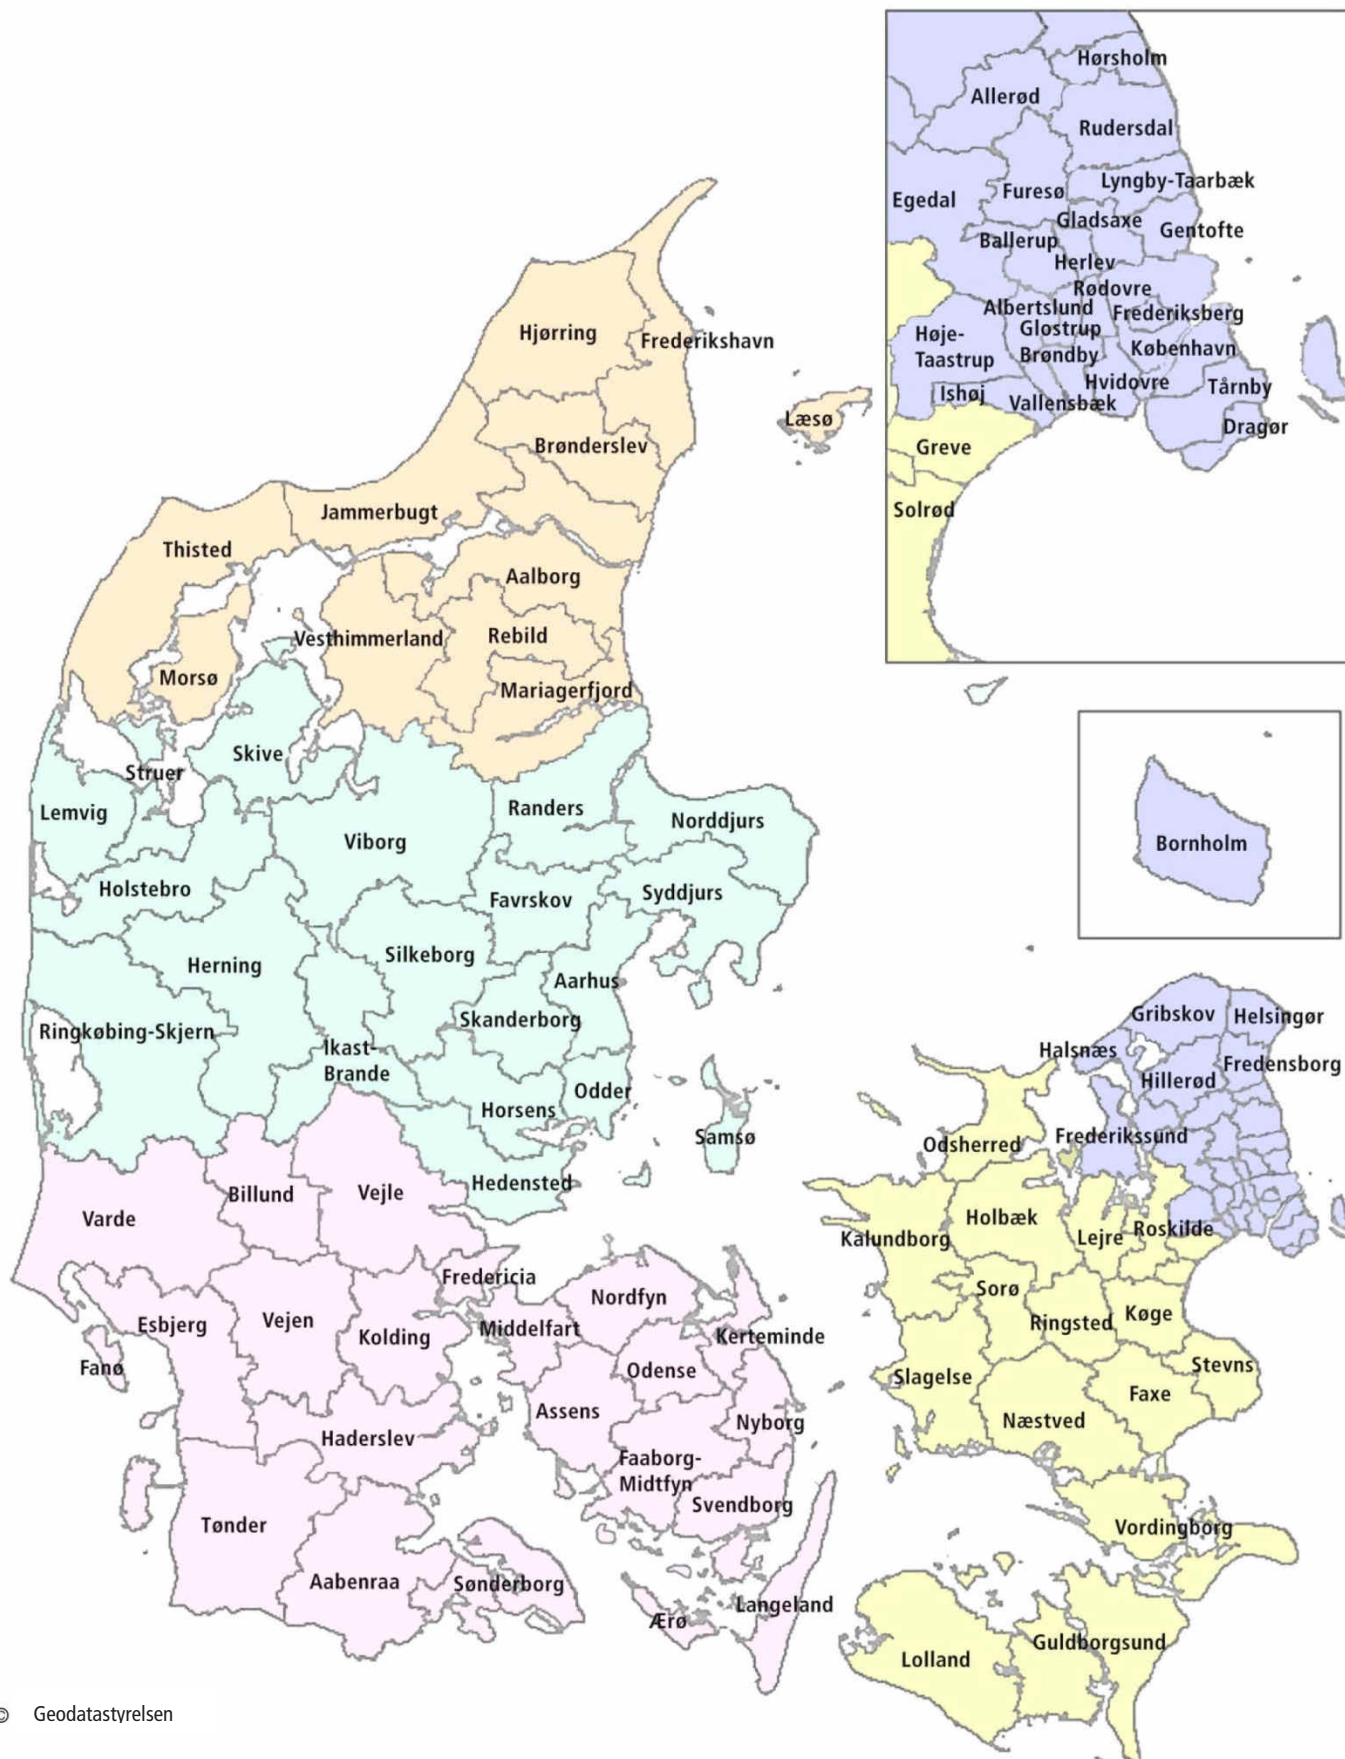 Hørsholm
Allerød
Rudersdal
Lyngby-Taarbæk
Egedal
Furesø
Gladsaxe
Gentofte
Ballerup
Herlev
Rødovre
Albertslund
Frederiksberg
Glostrup
Høje-
Taastrup
Brøndby
København
Hvidovre
Tårnby
Ishøj
Vallensbæk
Dragør
Greve
Solrød
Hjørring
Frederikshavn
Læsø
Brønderslev
Jammerbugt
Thisted
Aalborg
Vesthimmerland
Rebild
Morsø
Mariagerfjord
Skive
Struer
Lemvig
Randers
Norddjurs
Viborg
Holstebro
Favrskov
Syddjurs
Bornholm
Silkeborg
Herning
Aarhus
Skanderborg
Ringkøbing-Skjern
Ikast-
Brande
Odder
Horsens
Samsø
Hedensted
Gribskov
Helsingør
Halsnæs
Fredensborg
Hillerød
Frederikssund
Odsherred
Billund
Vejle
Varde
Holbæk
Kalundborg
Lejre
Roskilde
Fredericia
Nordfyn
Sorø
Ringsted
Køge
Esbjerg
Vejen
Kolding
Middelfart
Kerteminde
Fanø
Odense
Slagelse
Stevns
Faxe
Assens
Nyborg
Næstved
Haderslev
Faaborg-
Midtfyn
Svendborg
Tønder
Vordingborg
Aabenraa
Sønderborg
Langeland
Ærø
Guldborgsund
Lolland
© Geodatastyrelsen